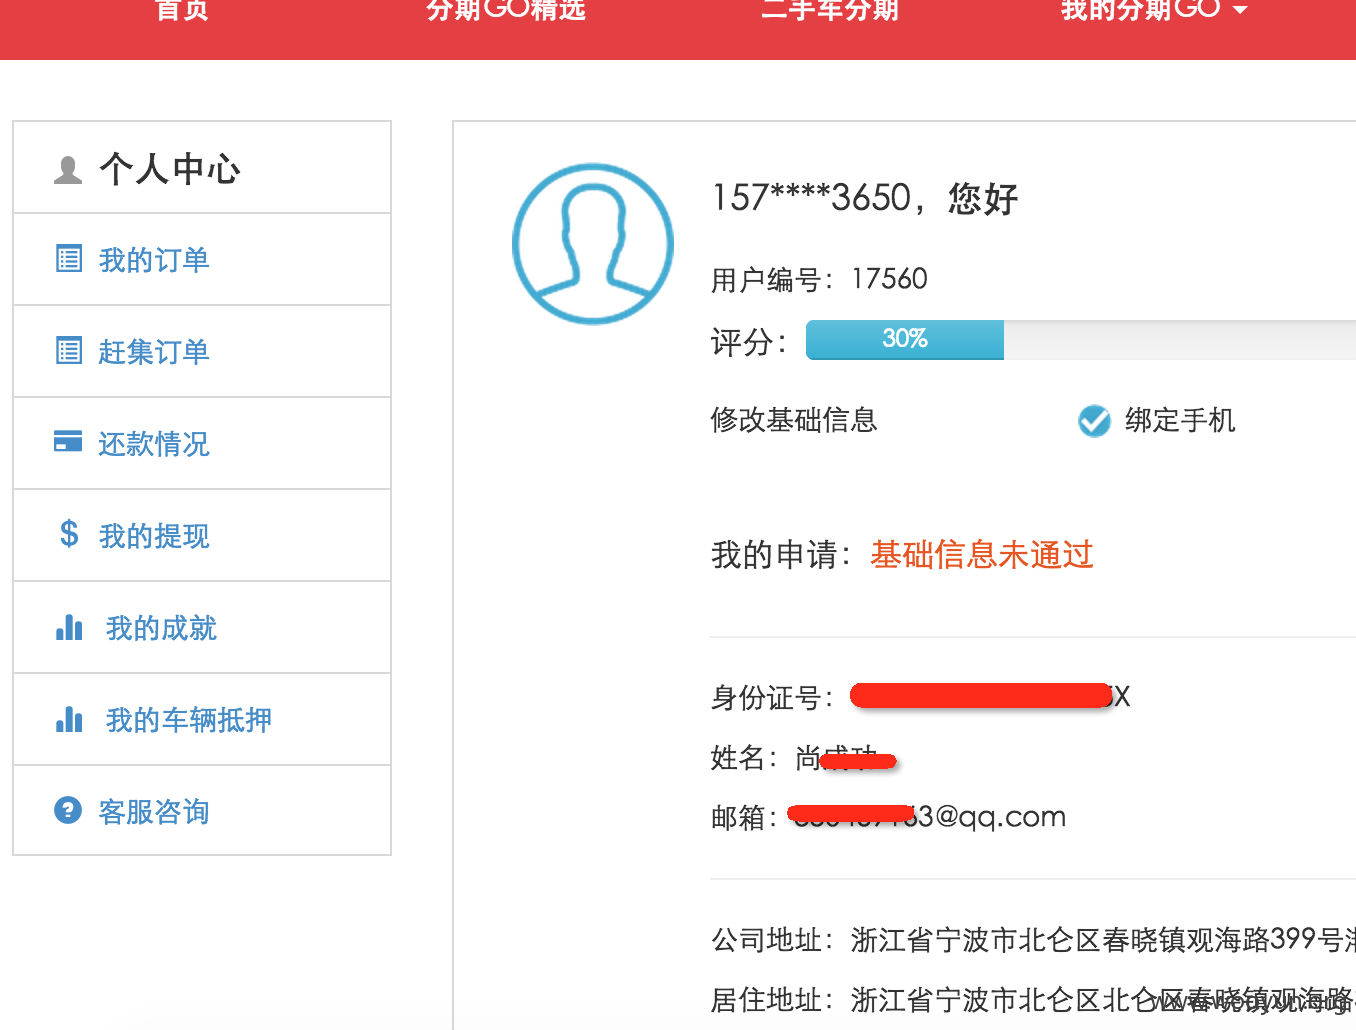 首页 分期GO精选 二手车分期 我的分期GO
个人中心
我的订单
赶集订单
还款情况
我的提现
我的成就
我的车辆抵押
客服咨询
157****3650，您好
用户编号：17560
评分：30%
修改基础信息 绑定手机
我的申请：基础信息未通过
身份证号： X
姓名：尚
邮箱： 3@qq.com
公司地址：浙江省宁波市北仑区春晓镇观海路399号
居住地址：浙江省宁波市北仑区北仑区春晓镇观海路
www.wooyun.org